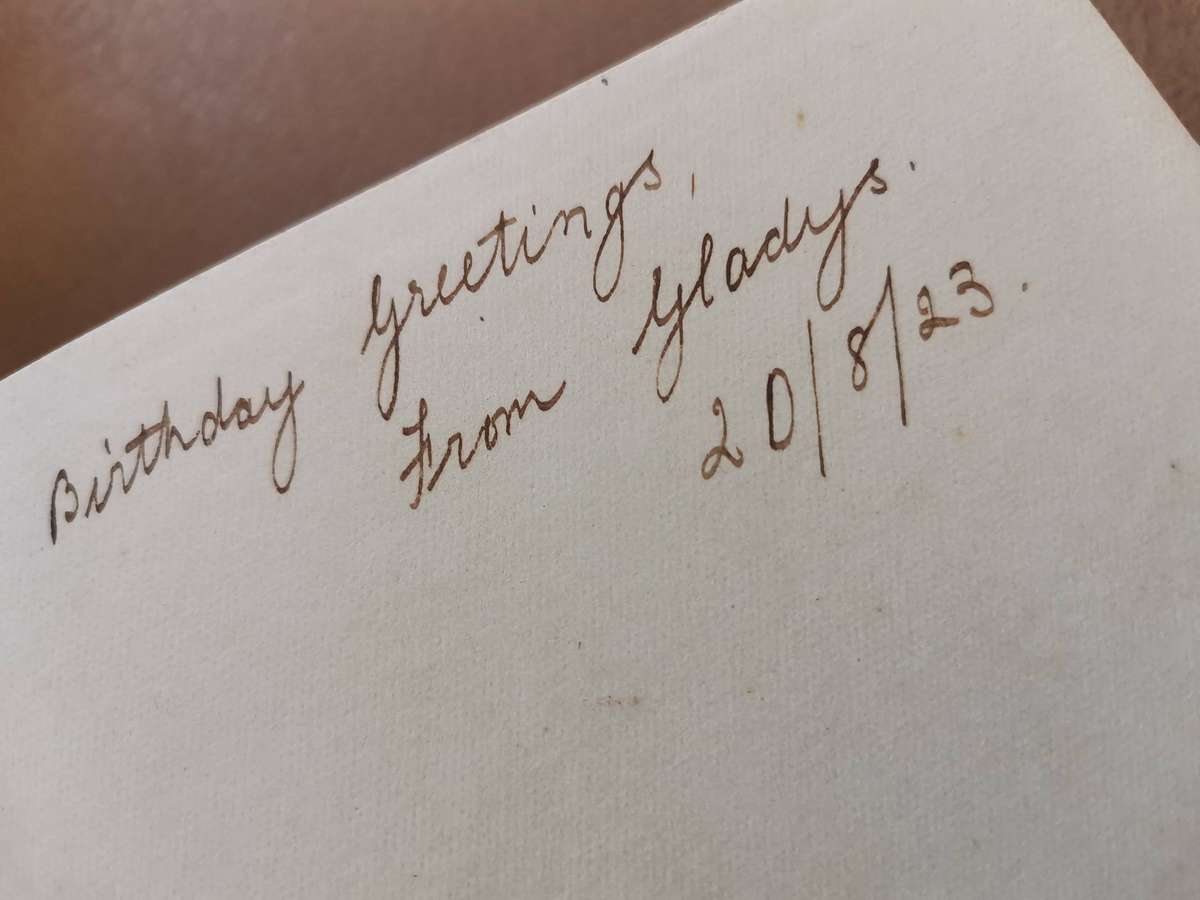 Birthday Greetings,
From Gladys.
20/8/23.